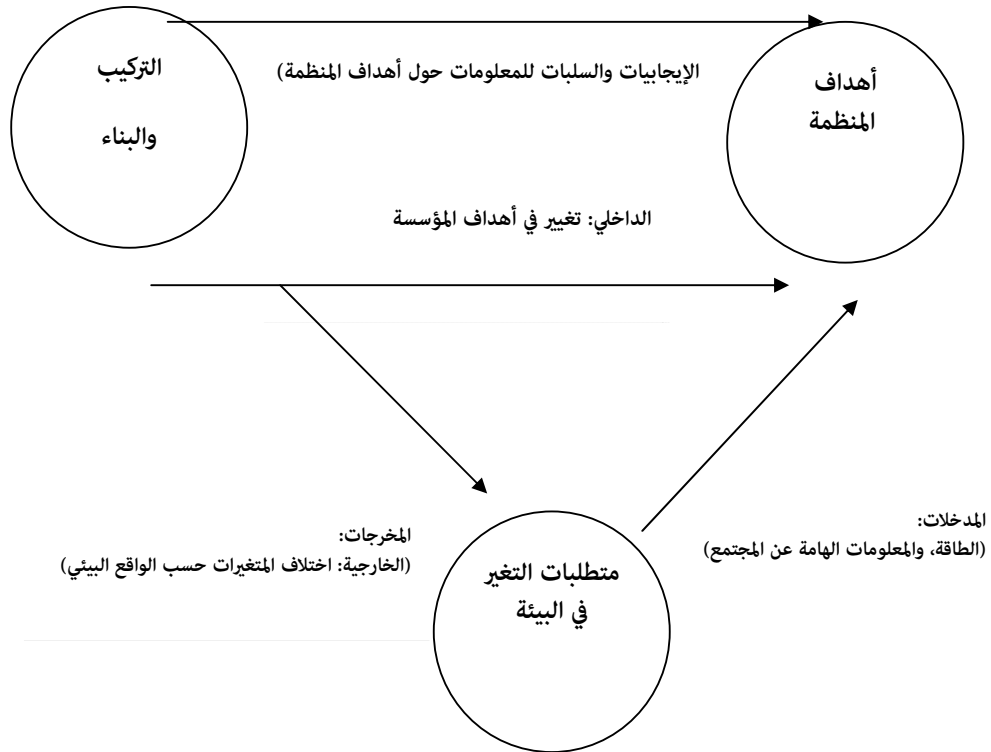 التركيب
والبناء
الإيجابيات والسلبات للمعلومات حول أهداف المنظمة)
أهداف
المنظمة
الداخلي: تغيير في أهداف المؤسسة
المدخلات:
(الطاقة، والمعلومات الهامة عن المجتمع)
المخرجات:
(الخارجية: اختلاف المتغيرات حسب الواقع البيئي)
متطلبات التغير
في البيئة